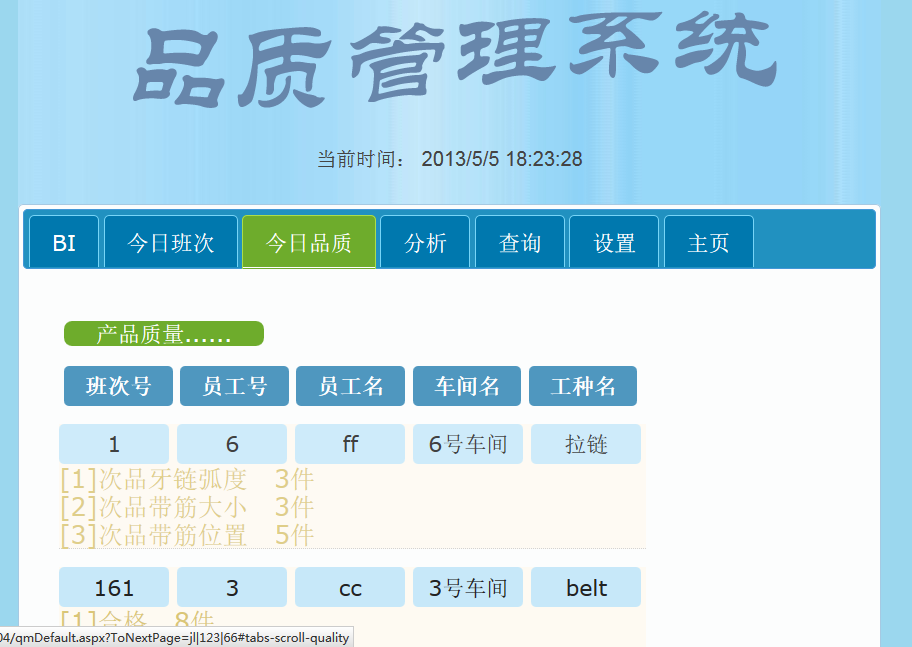 品质管理系统
当前时间： 2013/5/5 18:23:28
BI 今日班次 今日品质 分析 查询 设置 主页
产品质量......
班次号 员工号 员工名 车间名 工种名
1 6 ff 6号车间 拉链
[1]次品牙链弧度 3件
[2]次品带筋大小 3件
[3]次品带筋位置 5件
161 3 cc 3号车间 belt
[1]合格 8件
04/qmDefault.aspx?ToNextPage=jl|123|66#tabs-scroll-quality